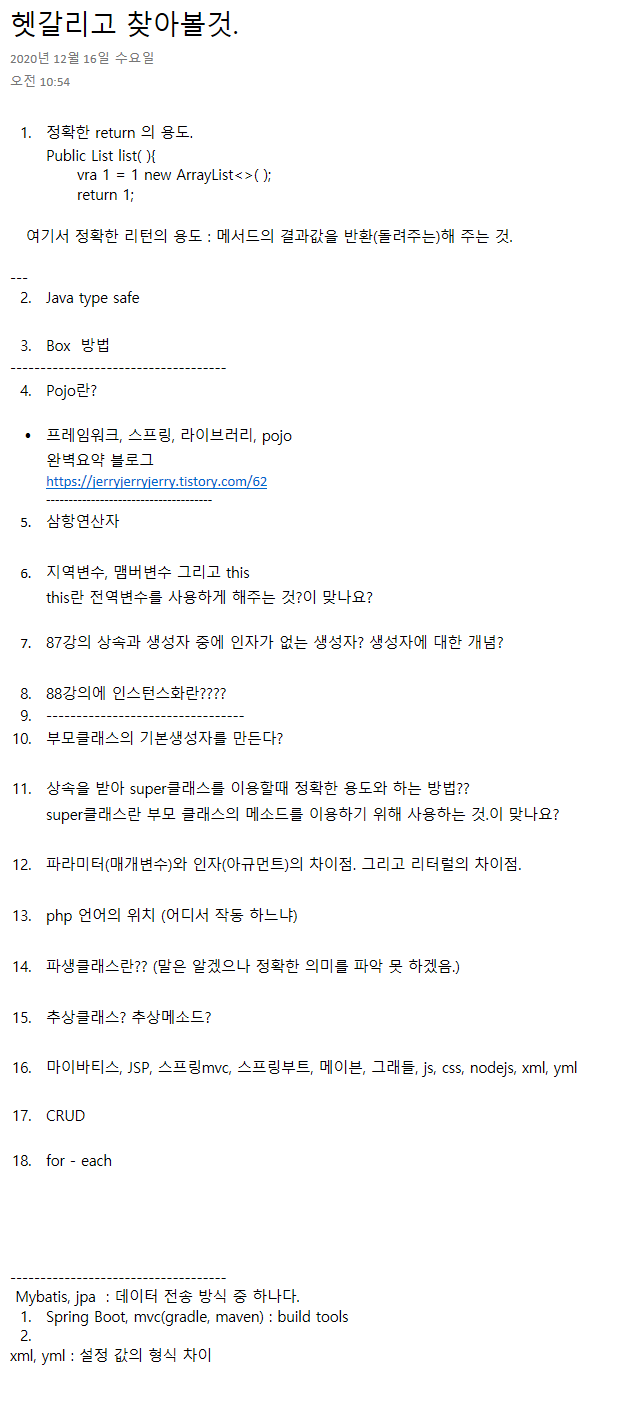 헷갈리고 찾아볼것.
2020년 12월 16일 수요일
오전 10:54
1. 정확한 return 의 용도.
Public List list( ){
vra 1 = 1 new ArrayList<>( );
return 1;
여기서 정확한 리턴의 용도 : 메서드의 결과값을 반환(돌려주는)해 주는 것.
---
2. Java type safe
3. Box 방법
------------------------------------
4. Pojo란?
• 프레임워크, 스프링, 라이브러리, pojo
완벽요약 블로그
https://jerryjerryjerry.tistory.com/62
-------------------------------------
5. 삼항연산자
6. 지역변수, 맴버변수 그리고 this
this란 전역변수를 사용하게 해주는 것?이 맞나요?
7. 87강의 상속과 생성자 중에 인자가 없는 생성자? 생성자에 대한 개념?
8. 88강의에 인스턴스화란????
9. ---------------------------------
10. 부모클래스의 기본생성자를 만든다?
11. 상속을 받아 super클래스를 이용할때 정확한 용도와 하는 방법??
super클래스란 부모 클래스의 메소드를 이용하기 위해 사용하는 것.이 맞나요?
12. 파라미터(매개변수)와 인자(아규먼트)의 차이점. 그리고 리터럴의 차이점.
13. php 언어의 위치 (어디서 작동 하느냐)
14. 파생클래스란?? (말은 알겠으나 정확한 의미를 파악 못 하겠음.)
15. 추상클래스? 추상메소드?
16. 마이바티스, JSP, 스프링mvc, 스프링부트, 메이븐, 그래들, js, css, nodejs, xml, yml
17. CRUD
18. for - each
------------------------------------
Mybatis, jpa : 데이터 전송 방식 중 하나다.
1. Spring Boot, mvc(gradle, maven) : build tools
2.
xml, yml : 설정 값의 형식 차이